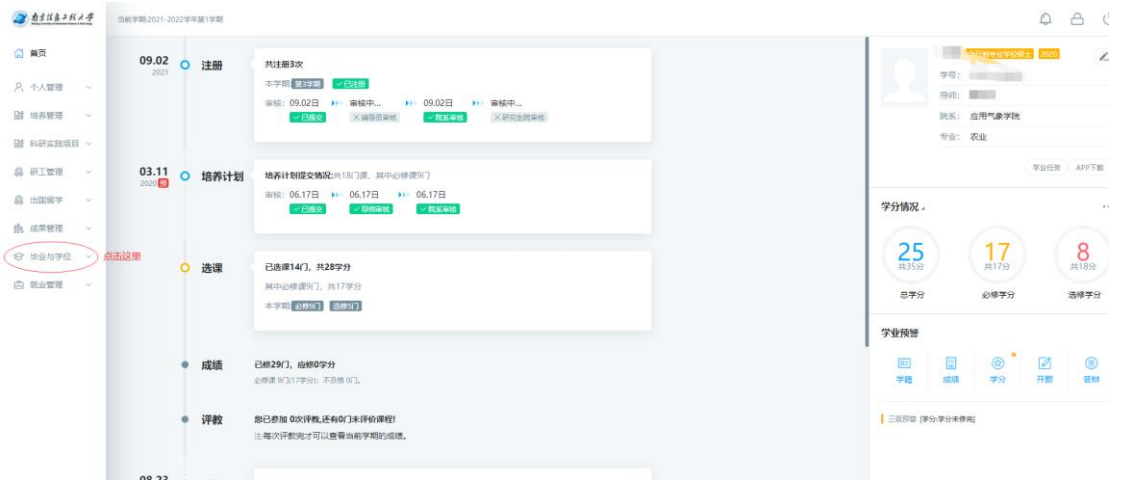 南京信息工程大学
当前学期:2021-2022学年第1学期
首页
个人管理
培养管理
科研实践项目
研工管理
出国留学
成果管理
毕业与学位
点击这里
就业管理
09.02
2021
注册
共注册3次
本学期:第3学期 ✓已注册
审核: 09.02日 审核中... 09.02日 审核中...
✓已提交 ×辅导员审核 ✓院系审核 ×研究生院审核
03.11
2020 预
培养计划
培养计划提交情况:共18门课, 其中必修课9门
审核: 06.17日 06.17日 06.17日
✓已提交 ✓导师审核 ✓院系审核
选课
已选课14门, 共28学分
其中必修课9门, 共17学分
本学期:必修9门 选修5门
成绩
已修29门, 应修0学分
必修课 9门(17学分); 不及格 0门。
评教
您已参加 0次评教,还有0门未评价课程!
注:每次评教完才可以查看当前学期的成绩。
08.23
全日制专业学位硕士 2020
学号:
导师:
院系: 应用气象学院
专业: 农业
学业任务 APP下载
学分情况
25
共35分
总学分
17
共17分
必修学分
8
共18分
选修学分
学业预警
学籍
成绩
学分
开题
答辩
三级预警 [学分:学分未修完]